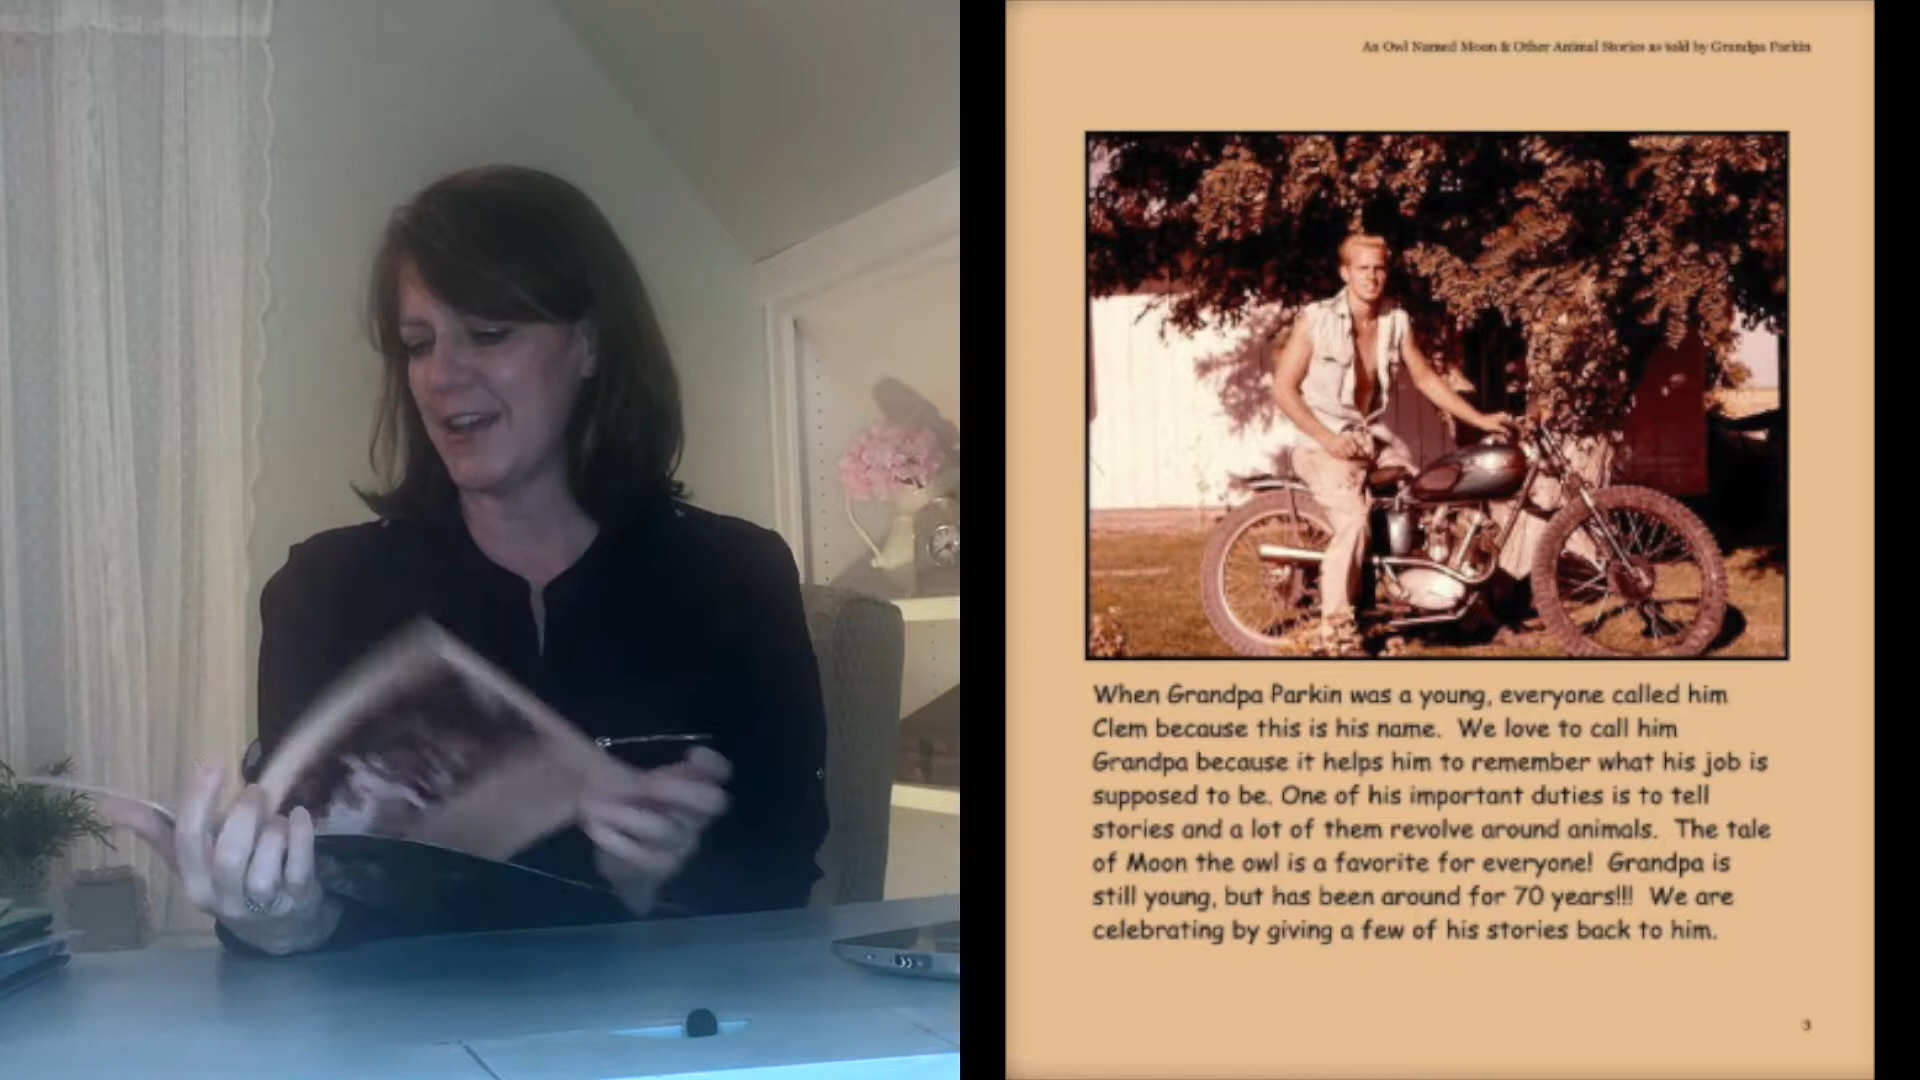 An Owl Named Moon & Other Animal Stories as told by Grandpa Parkin
When Grandpa Parkin was a young, everyone called him
Clem because this is his name.  We love to call him
Grandpa because it helps him to remember what his job is
supposed to be. One of his important duties is to tell
stories and a lot of them revolve around animals.  The tale
of Moon the owl is a favorite for everyone!  Grandpa is
still young, but has been around for 70 years!!!  We are
celebrating by giving a few of his stories back to him.
3